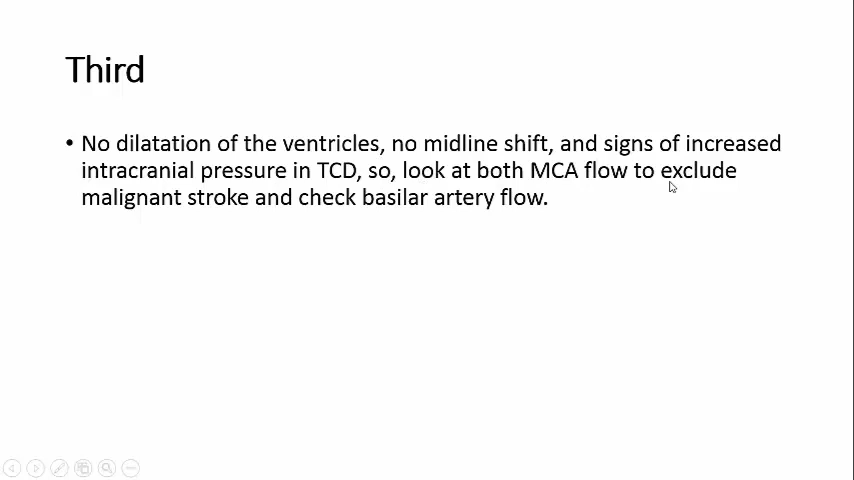 Third
• No dilatation of the ventricles, no midline shift, and signs of increased
intracranial pressure in TCD, so, look at both MCA flow to exclude
malignant stroke and check basilar artery flow.